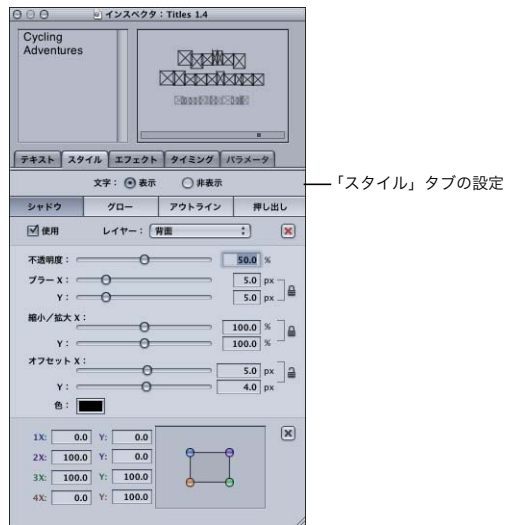 インスペクタ：Titles 1.4
Cycling
Adventures
テキスト スタイル エフェクト タイミング パラメータ
文字： 表示 非表示
「スタイル」タブの設定
シャドウ グロー アウトライン 押し出し
使用 レイヤー： 背面
不透明度： 50.0 %
ブラー X： 5.0 px
Y： 5.0 px
縮小／拡大 X： 100.0 %
Y： 100.0 %
オフセット X： 5.0 px
Y： 4.0 px
色：
1X: 0.0 Y: 0.0
2X: 100.0 Y: 0.0
3X: 100.0 Y: 100.0
4X: 0.0 Y: 100.0